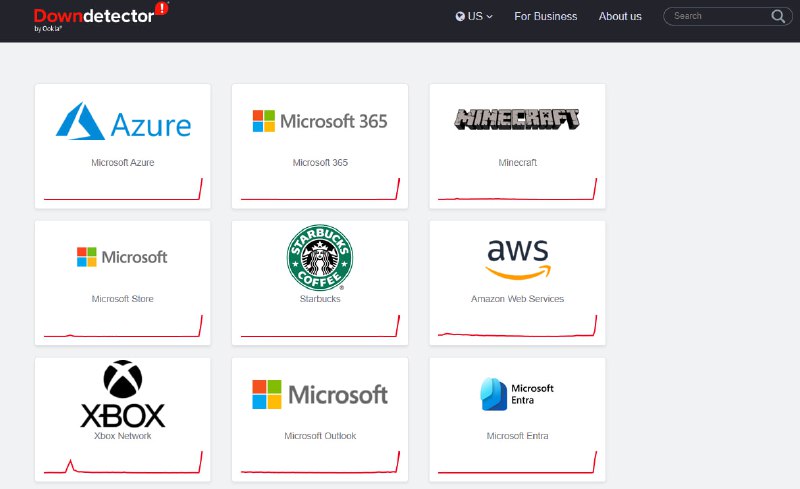 Downdetector
by Ookla®
US
For Business
About us
Search
Azure
Microsoft Azure
Microsoft 365
Microsoft 365
MINECRAFT
Minecraft
Microsoft
Microsoft Store
STARBUCKS COFFEE
Starbucks
aws
Amazon Web Services
XBOX
Xbox Network
Microsoft
Microsoft Outlook
Microsoft
Entra
Microsoft Entra